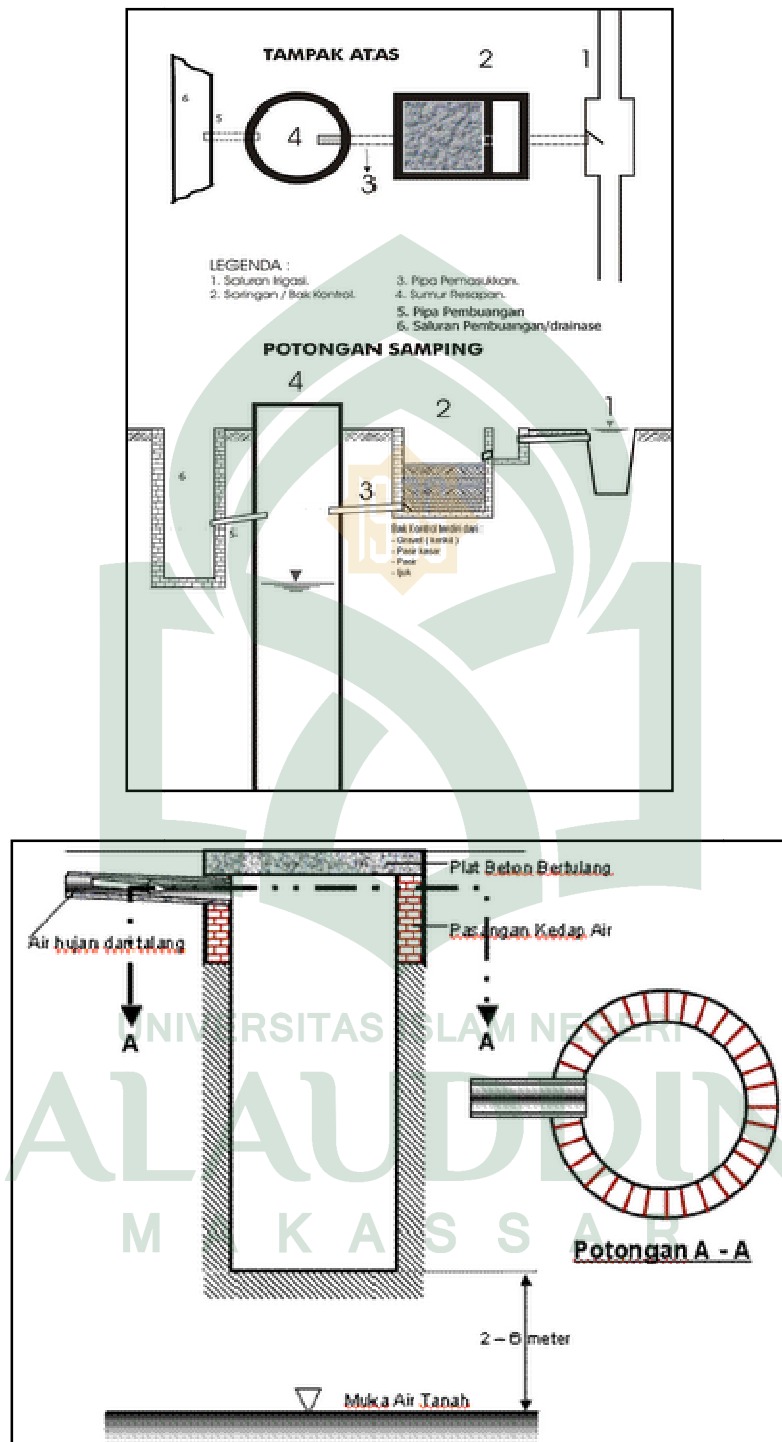 TAMPAK ATAS
2
1
6
5
4
3
LEGENDA :
1. Saluran Irigasi.
2. Saringan / Bak Kontrol.
3. Pipa Pemasukkan.
4. Sumur Resapan.
5. Pipa Pembuangan
6. Saluran Pembuangan/drainase
POTONGAN SAMPING
4
2
1
6
3
5.
Bak Kontrol terdiri dari :
- Gravel ( kerikil )
- Pasir kasar
- Pasir
- Ijuk
Plat Beton Bertulang
Air hujan dari talang
Pasangan Kedap Air
A
A
UNIVERSITAS ISLAM NEGERI
ALAUDDIN
MAKASSAR
Potongan A - A
2 – 6 meter
Muka Air Tanah